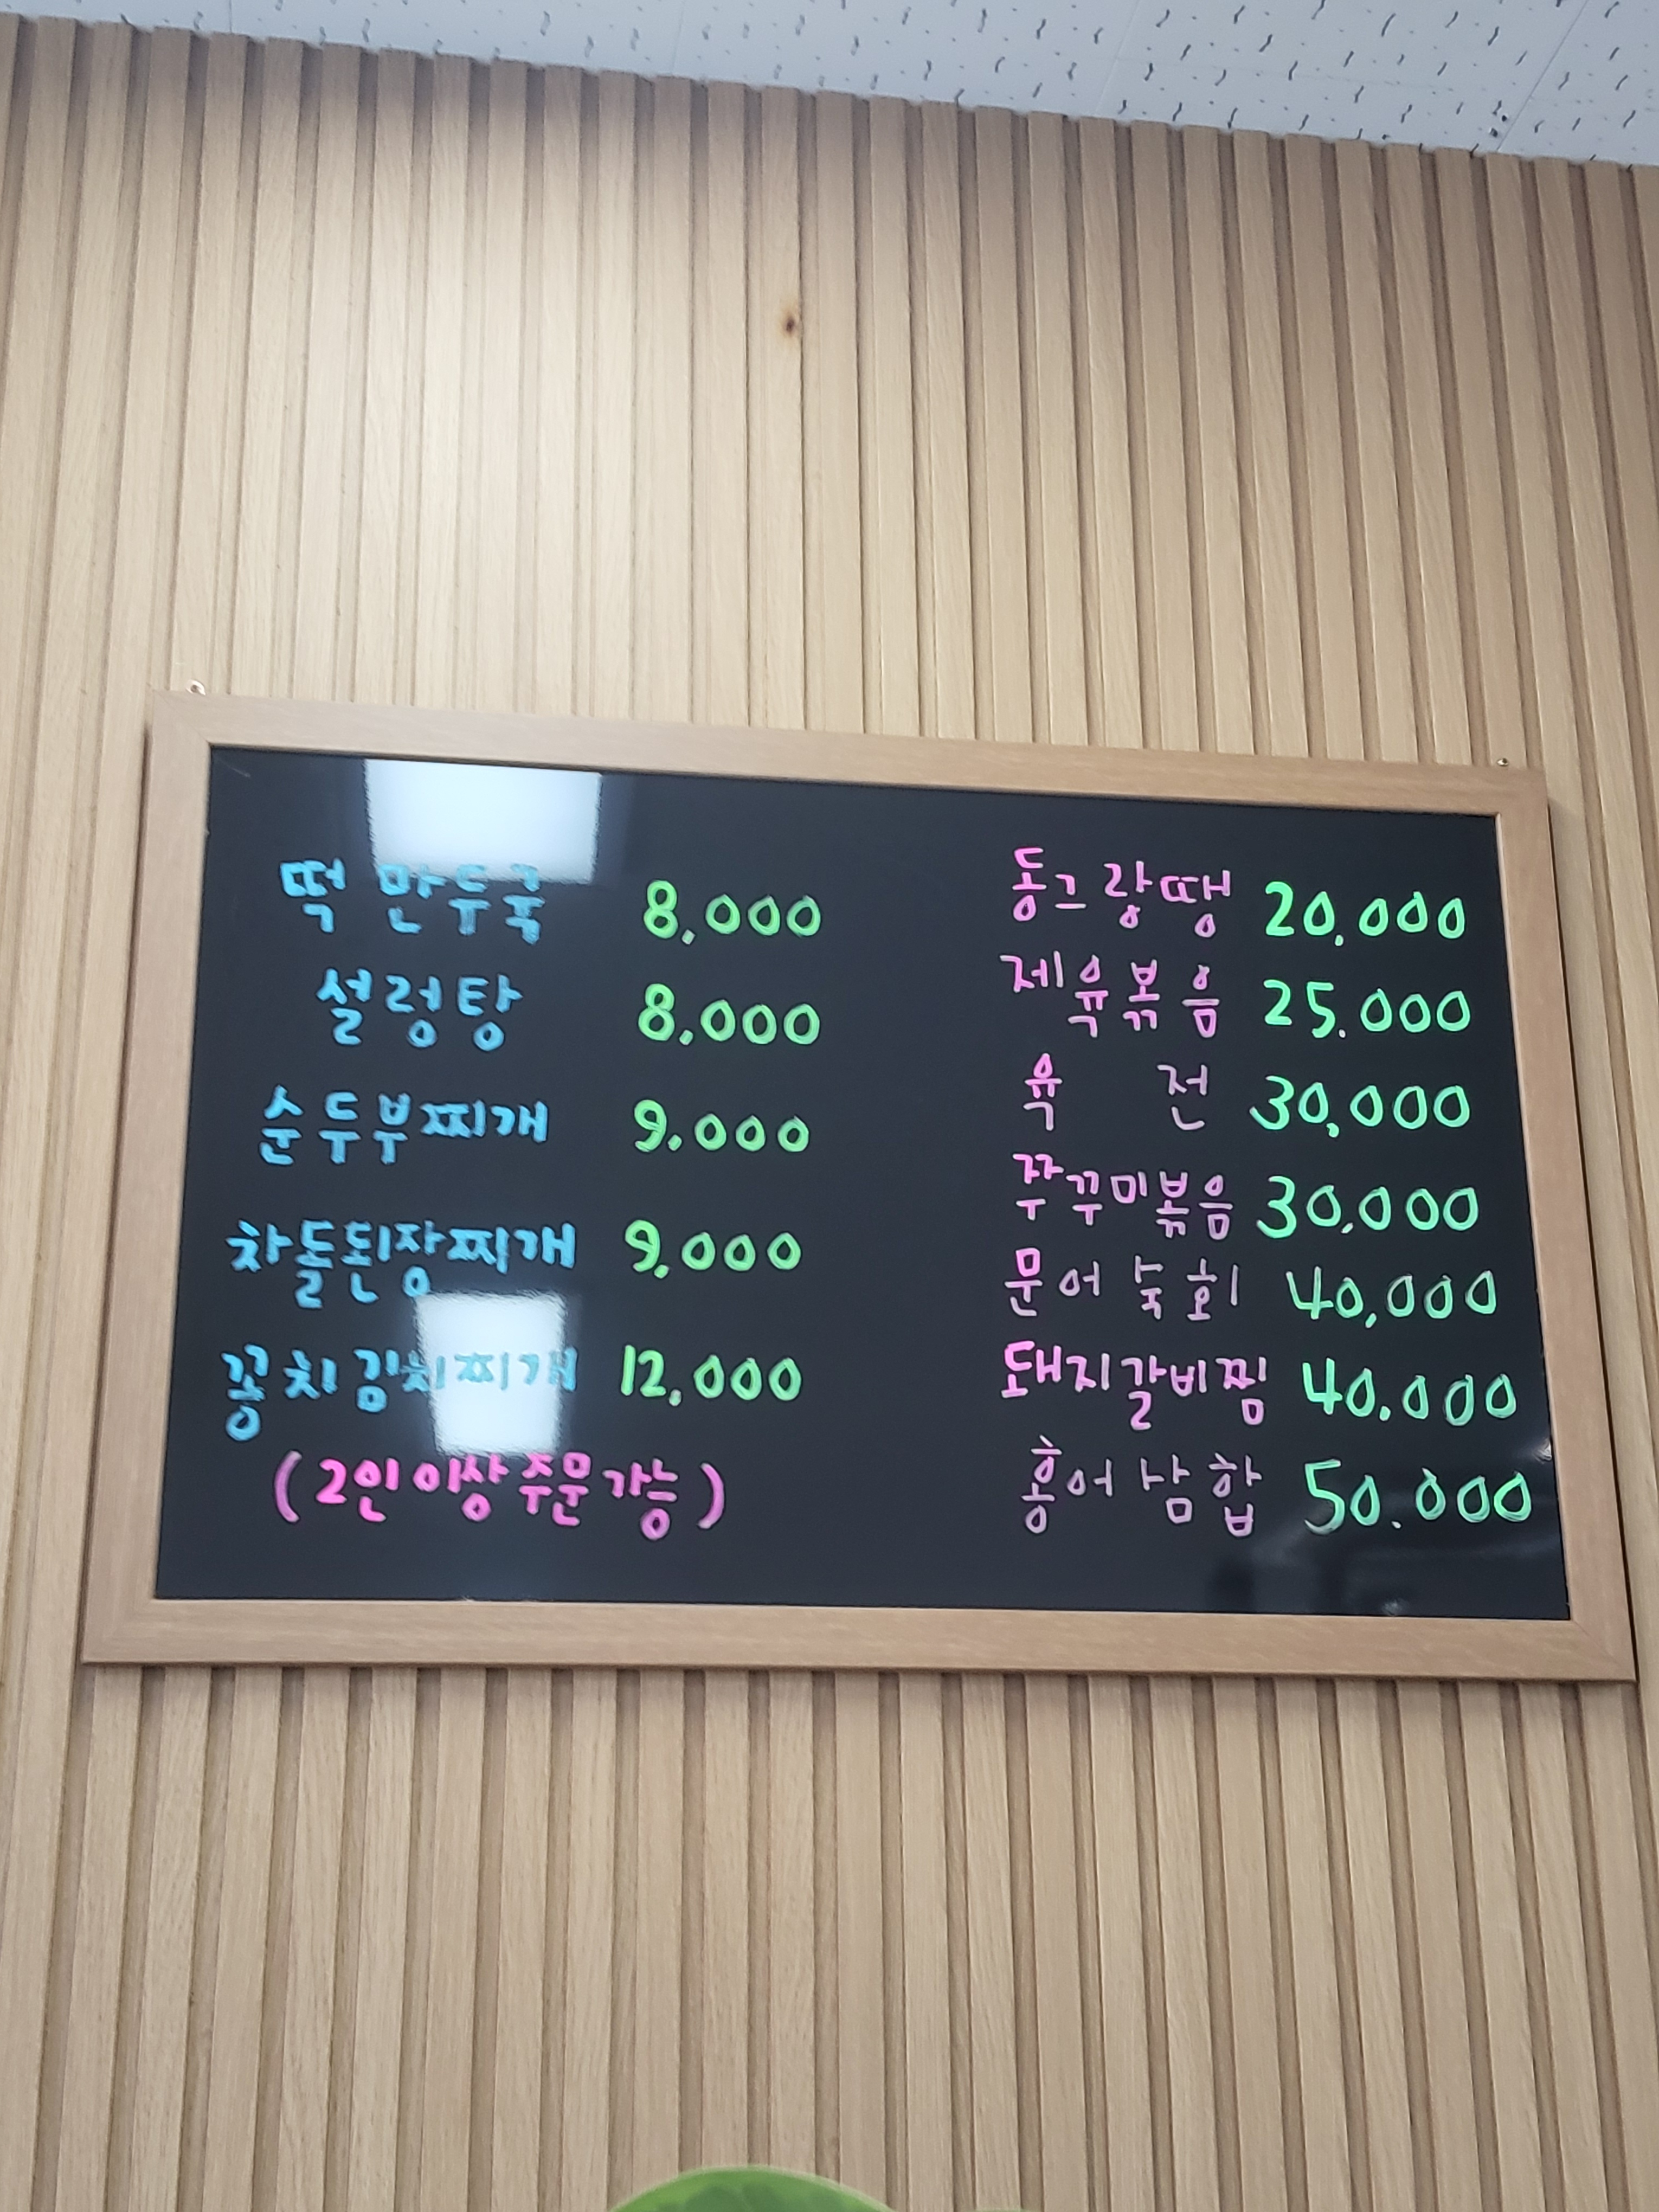 떡 만두국 8,000
설렁탕 8,000
순두부찌개 9,000
차돌된장찌개 9,000
꽁치김치찌개 12,000
(2인이상 주문가능)
동그랑땡 20,000
제육볶음 25,000
육 전 30,000
쭈꾸미볶음 30,000
문어 숙회 40,000
돼지갈비찜 40,000
홍어 삼합 50,000